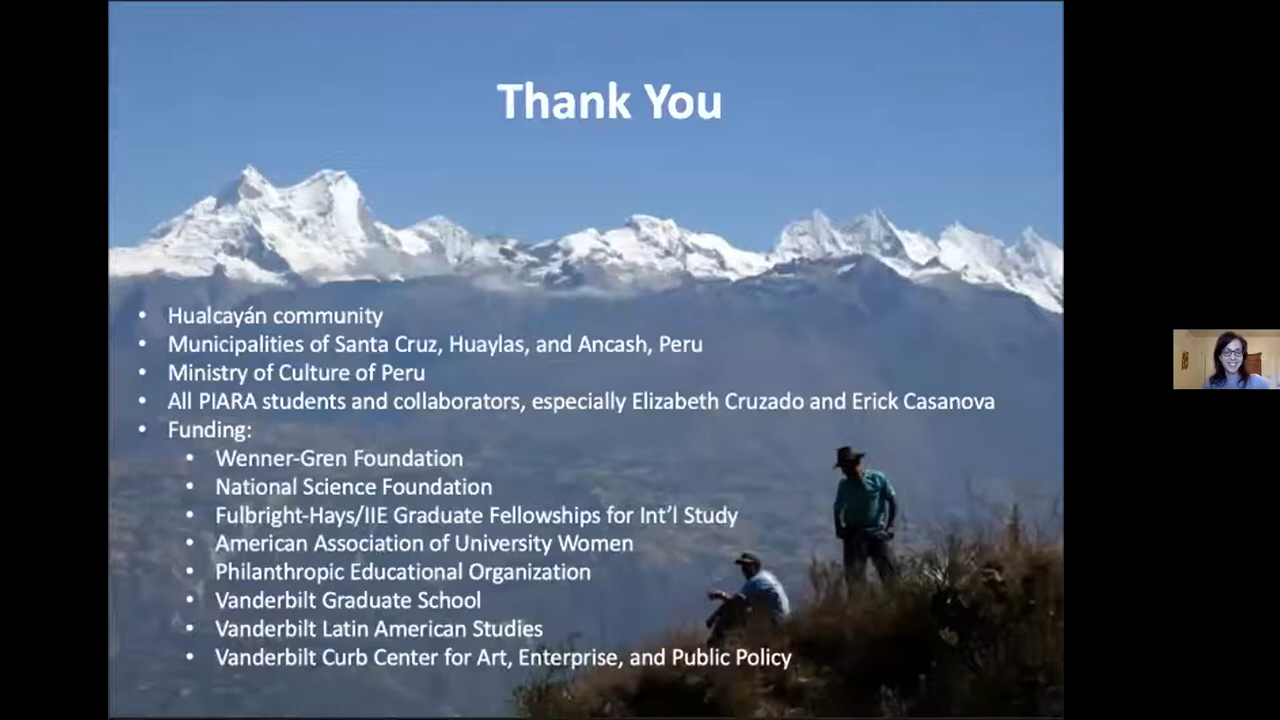 Thank You
• Hualcayán community
• Municipalities of Santa Cruz, Huaylas, and Ancash, Peru
• Ministry of Culture of Peru
• All PIARA students and collaborators, especially Elizabeth Cruzado and Erick Casanova
• Funding:
• Wenner-Gren Foundation
• National Science Foundation
• Fulbright-Hays/IIE Graduate Fellowships for Int'l Study
• American Association of University Women
• Philanthropic Educational Organization
• Vanderbilt Graduate School
• Vanderbilt Latin American Studies
• Vanderbilt Curb Center for Art, Enterprise, and Public Policy